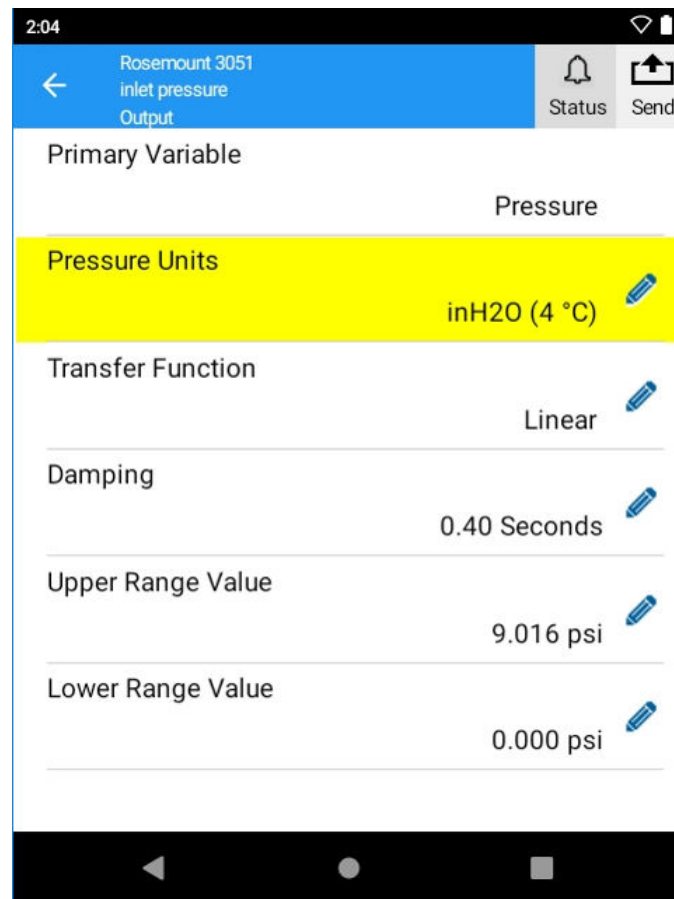 2:04
Rosemount 3051
inlet pressure
Output
Status
Send
Primary Variable
Pressure
Pressure Units
inH2O (4 °C)
Transfer Function
Linear
Damping
0.40 Seconds
Upper Range Value
9.016 psi
Lower Range Value
0.000 psi